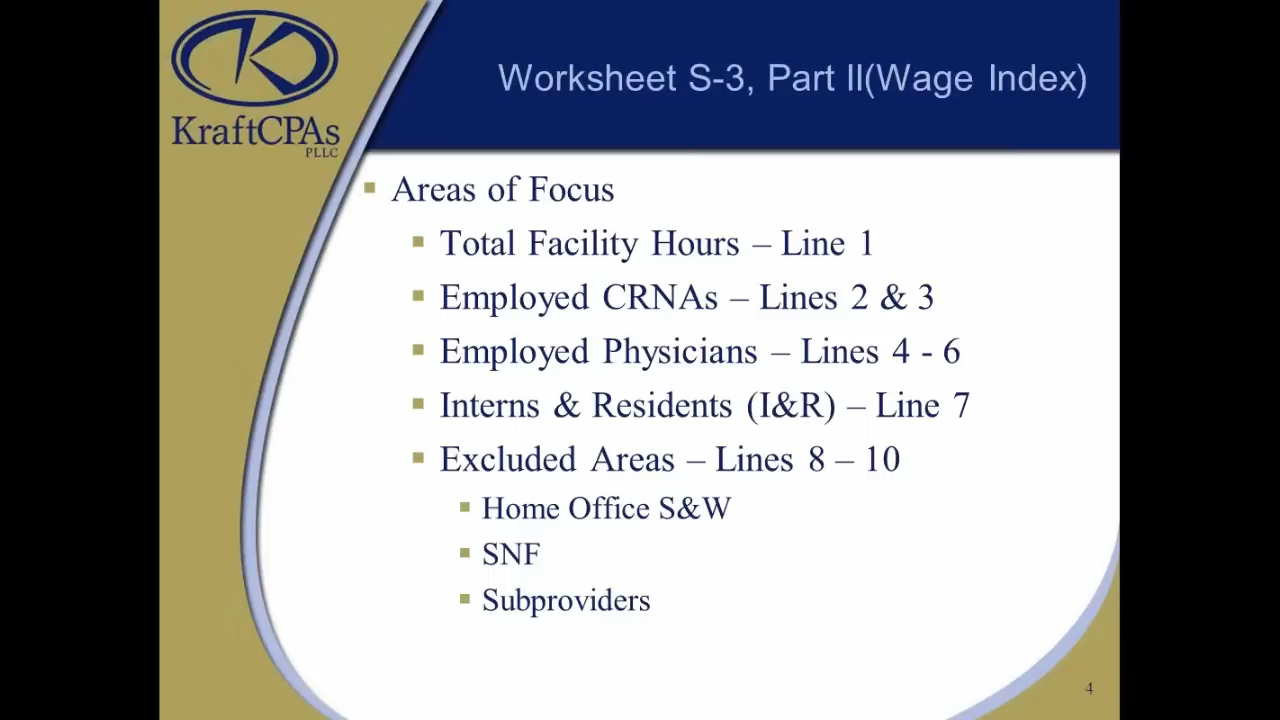 KraftCPAs
PLLC
Worksheet S-3, Part II(Wage Index)
Areas of Focus
Total Facility Hours – Line 1
Employed CRNAs – Lines 2 & 3
Employed Physicians – Lines 4 - 6
Interns & Residents (I&R) – Line 7
Excluded Areas – Lines 8 – 10
Home Office S&W
SNF
Subproviders
4